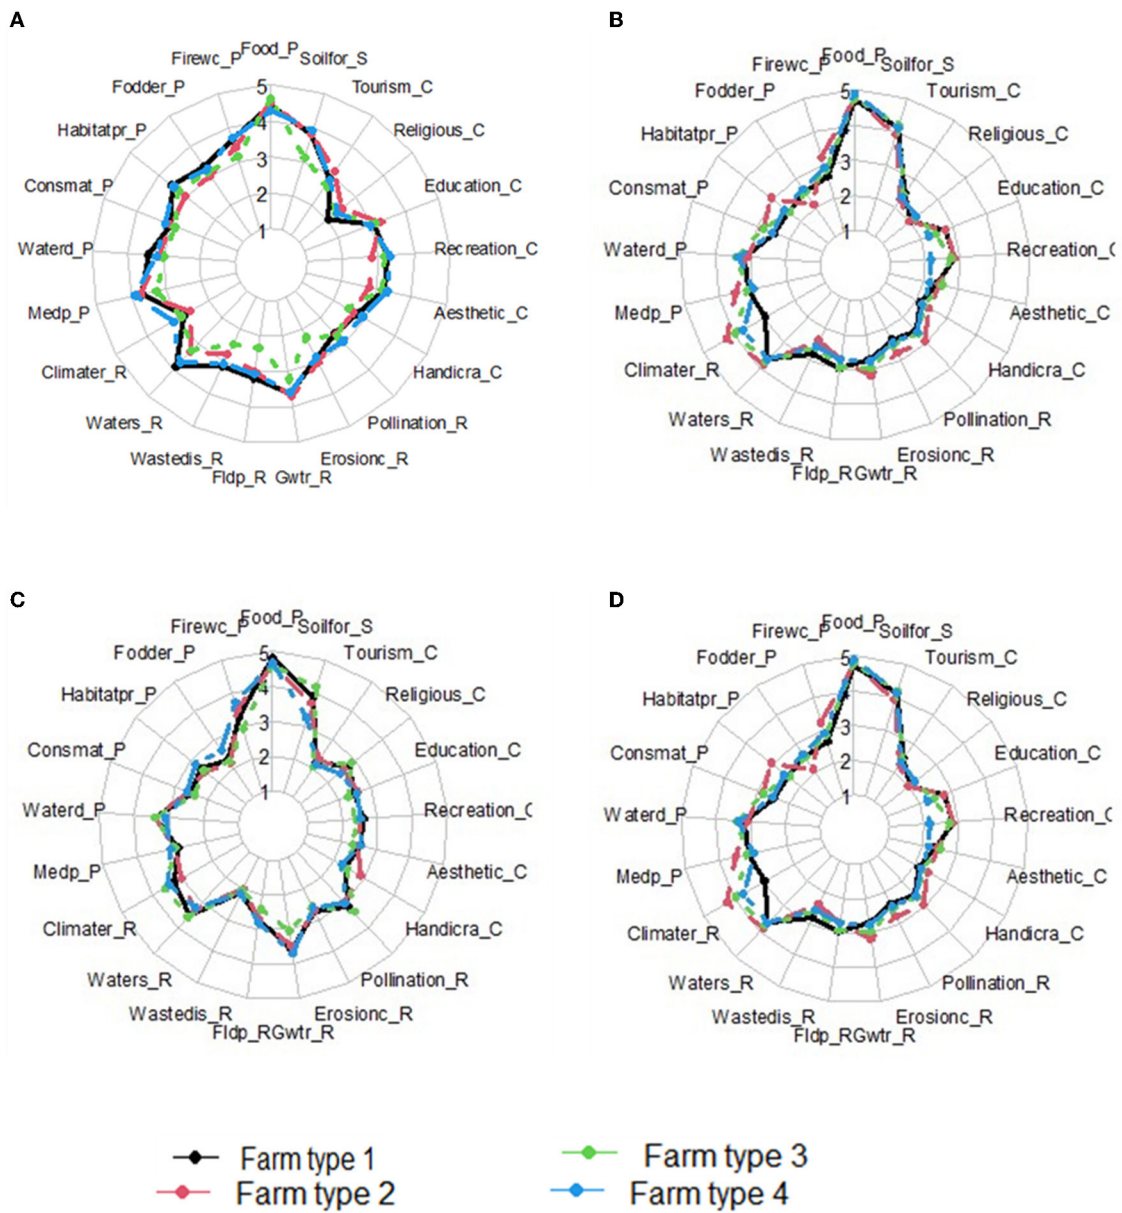 A
B
Food_P
Firewc_P
Soilfor_S
Fodder_P
Tourism_C
Habitatpr_P
Religious_C
Consmat_P
Education_C
Waterd_P
Recreation_C
Medp_P
Aesthetic_C
Climater_R
Handicra_C
Waters_R
Pollination_R
Wastedis_R
Erosionc_R
Fldp_R
Gwtr_R
5
4
3
2
1
Food_P
Firewc_P
Soilfor_S
Fodder_P
Tourism_C
Habitatpr_P
Religious_C
Consmat_P
Education_C
Waterd_P
Recreation_C
Medp_P
Aesthetic_C
Climater_R
Handicra_C
Waters_R
Pollination_R
Wastedis_R
Erosionc_R
Fldp_R
Gwtr_R
5
3
2
1
C
D
Food_P
Firewc_P
Soilfor_S
Fodder_P
Tourism_C
Habitatpr_P
Religious_C
Consmat_P
Education_C
Waterd_P
Recreation_C
Medp_P
Aesthetic_C
Climater_R
Handicra_C
Waters_R
Pollination_R
Wastedis_R
Erosionc_R
Fldp_R
Gwtr_R
5
4
3
2
1
Food_P
Firewc_P
Soilfor_S
Fodder_P
Tourism_C
Habitatpr_P
Religious_C
Consmat_P
Education_C
Waterd_P
Recreation_C
Medp_P
Aesthetic_C
Climater_R
Handicra_C
Waters_R
Pollination_R
Wastedis_R
Erosionc_R
Fldp_R
Gwtr_R
5
3
2
1
Farm type 1
Farm type 3
Farm type 2
Farm type 4